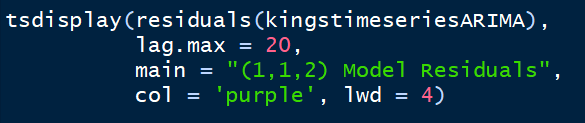 tsdisplay(residuals(kingstimeseriesARIMA),
lag.max = 20,
main = "(1,1,2) Model Residuals",
col = 'purple', lwd = 4)